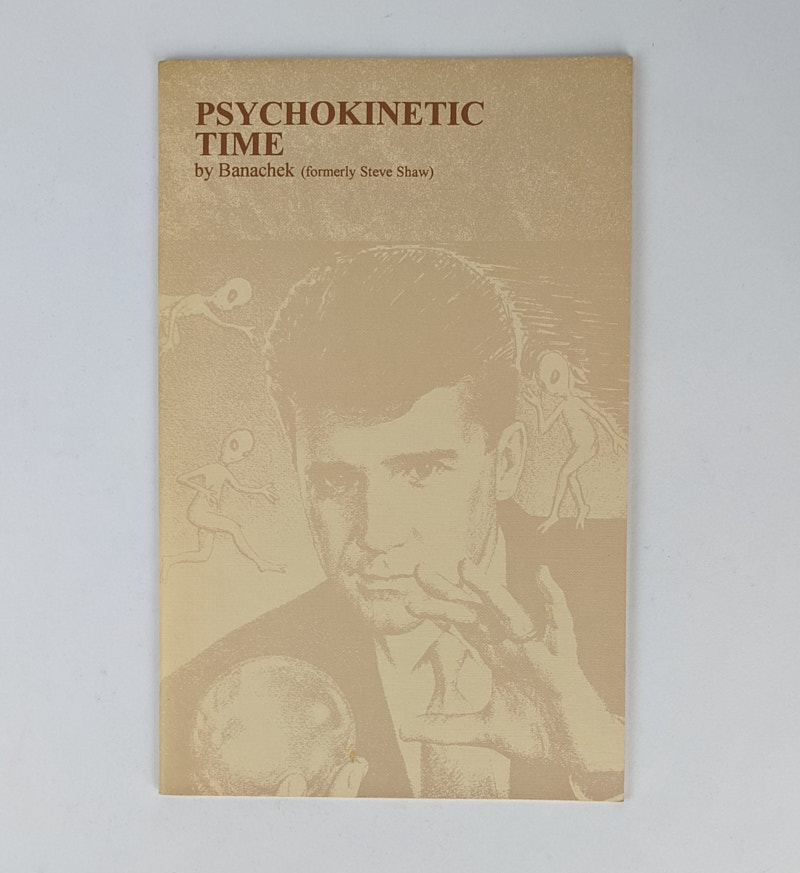 PSYCHOKINETIC
TIME
by Banachek (formerly Steve Shaw)